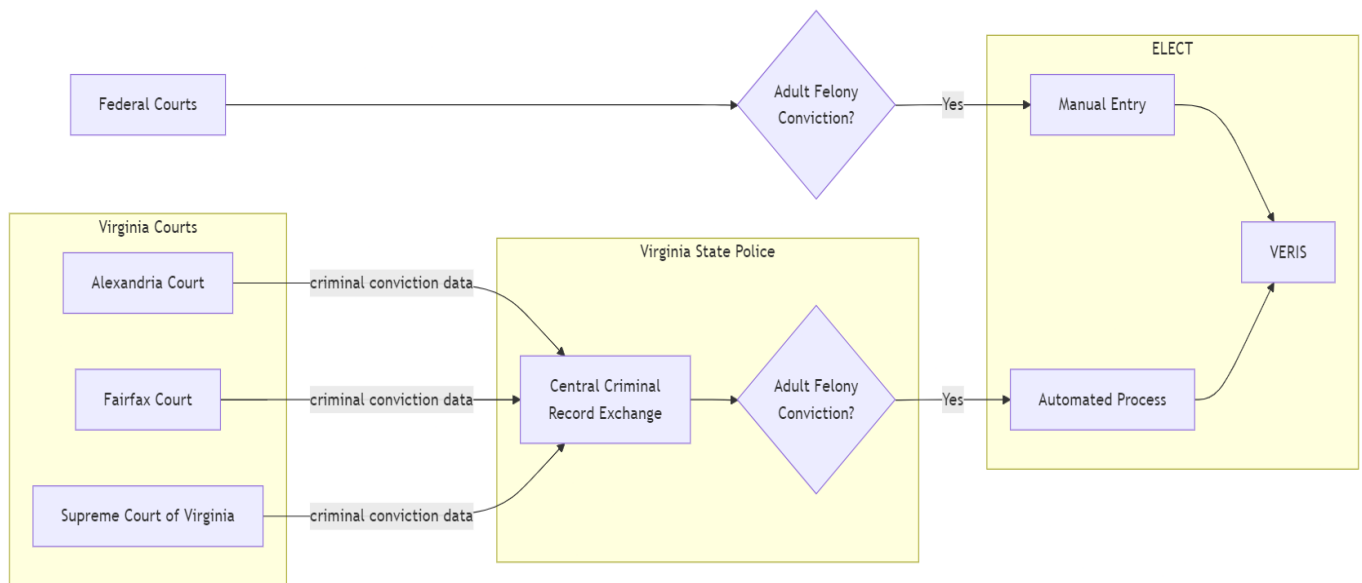 ELECT
Federal Courts
Adult Felony
Conviction?
Yes
Manual Entry
VERIS
Virginia Courts
Alexandria Court
criminal conviction data
Fairfax Court
criminal conviction data
Supreme Court of Virginia
criminal conviction data
Virginia State Police
Central Criminal
Record Exchange
Adult Felony
Conviction?
Yes
Automated Process